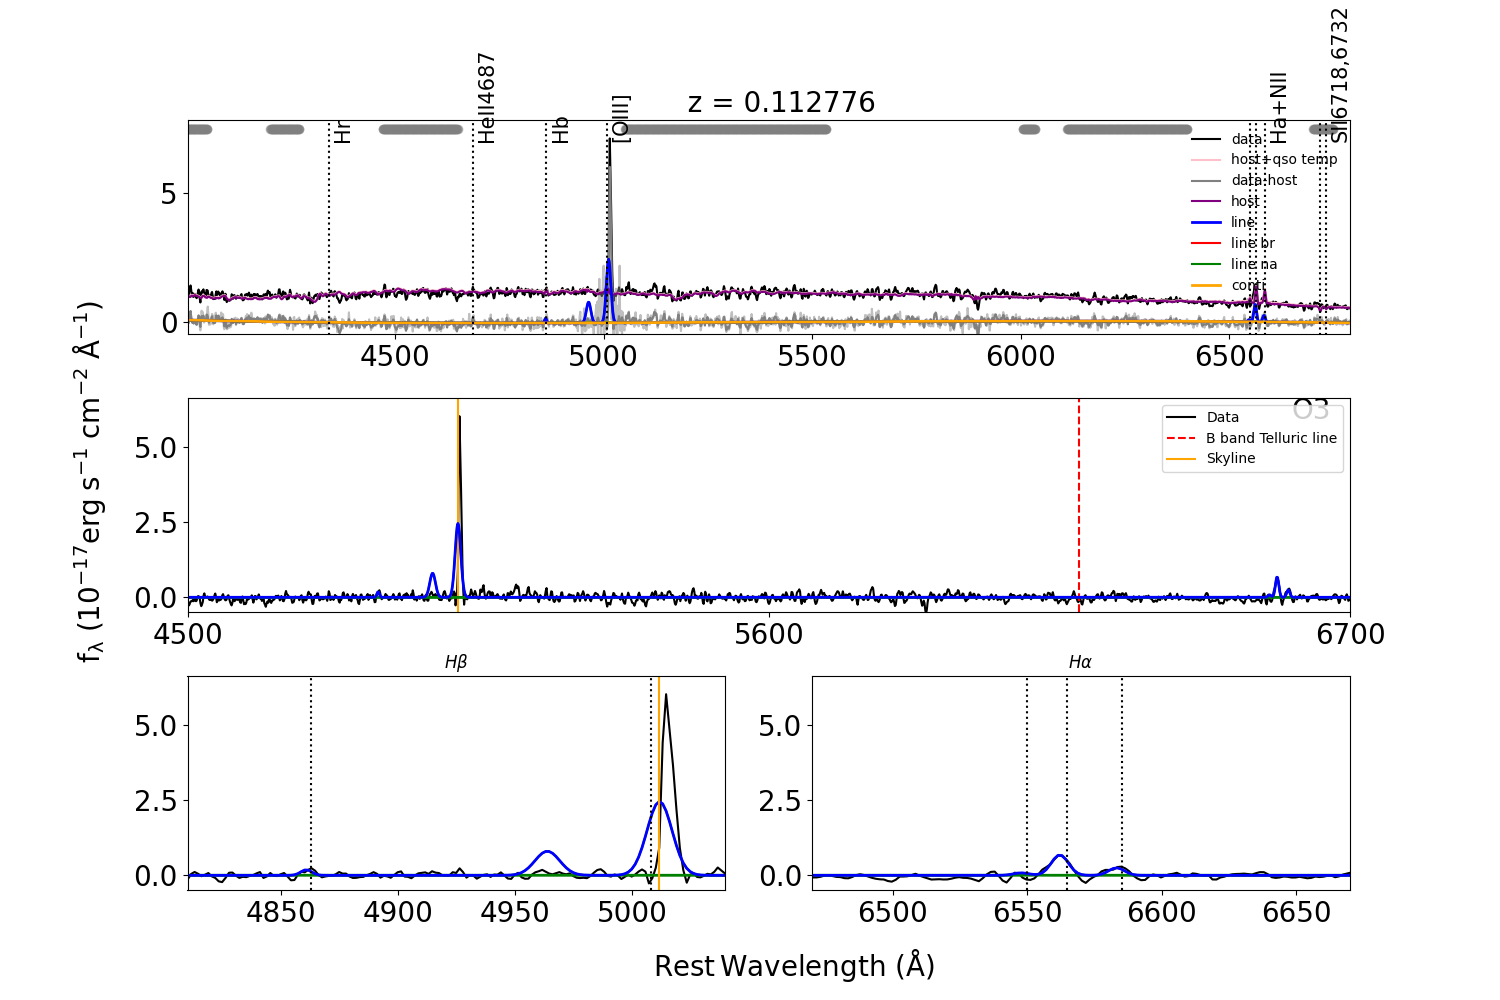 z = 0.112776
Hr
HeII4687
Hb
[OIII]
Ha+NII
SII6718,6732
data
host+qso temp
data-host
host
line
line br
line na
conti
5
0
4500 5000 5500 6000 6500
O3
Data
B band Telluric line
Skyline
5.0
2.5
0.0
4500 5600 6700
fλ (10⁻¹⁷erg s⁻¹ cm⁻² Å⁻¹)
Hβ
5.0
2.5
0.0
4850 4900 4950 5000
Hα
5.0
2.5
0.0
6500 6550 6600 6650
Rest Wavelength (Å)